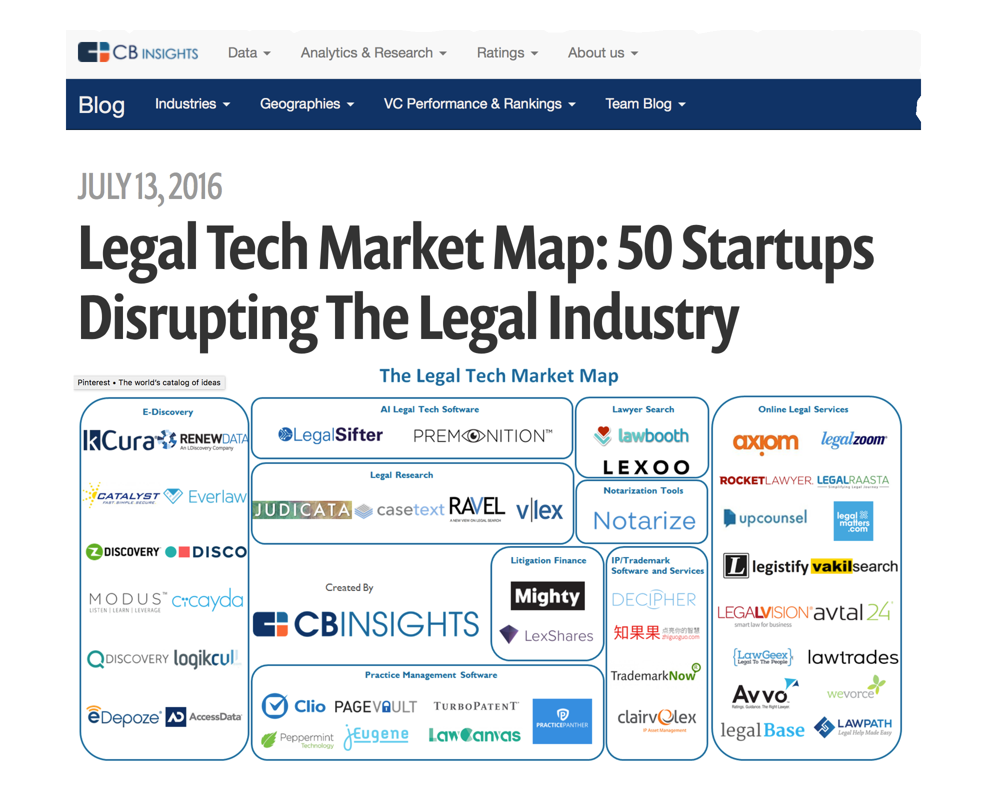 CB INSIGHTS Data Analytics & Research Ratings About us
Blog Industries Geographies VC Performance & Rankings Team Blog
JULY 13, 2016
Legal Tech Market Map: 50 Startups
Disrupting The Legal Industry
Pinterest • The world's catalog of ideas
The Legal Tech Market Map
E-Discovery
kCura
RENEWDATA
An LDiscovery Company
CATALYST
FAST. SIMPLE. SECURE.
Everlaw
ZDISCOVERY
DISCO
MODUS™
LISTEN | LEARN | LEVERAGE
cicayda
QDISCOVERY
logikcull
eDepoze
AD AccessData
AI Legal Tech Software
LegalSifter
PREMONITION™
Legal Research
JUDICATA
casetext
RAVEL
A NEW VIEW ON LEGAL SEARCH
v|lex
Created By
CBINSIGHTS
Litigation Finance
Mighty
LexShares
Practice Management Software
Clio
PAGEVAULT
TURBOPATENT
PRACTICEPANTHER
Peppermint
Technology
jEugene
LawCanvas
Lawyer Search
lawbooth
LEXOO
Notarization Tools
Notarize
IP/Trademark
Software and Services
DECIPHER
知果果 点亮你的智慧
zhiguoguo.com
TrademarkNow®
clairvolex
IP Asset Management
Online Legal Services
axiom
legalzoom
ROCKETLAWYER.
LEGALRAASTA
Simplifying Legal Journey
upcounsel
legal
matters
.com
L legistify
vakilsearch
LEGALVISION
smart law for business
avtal24
{LawGeex}
Legal To The People
lawtrades
Avvo
Ratings. Guidance. The Right Lawyer.
wevorce
legalBase
LAWPATH
Legal Help Made Easy